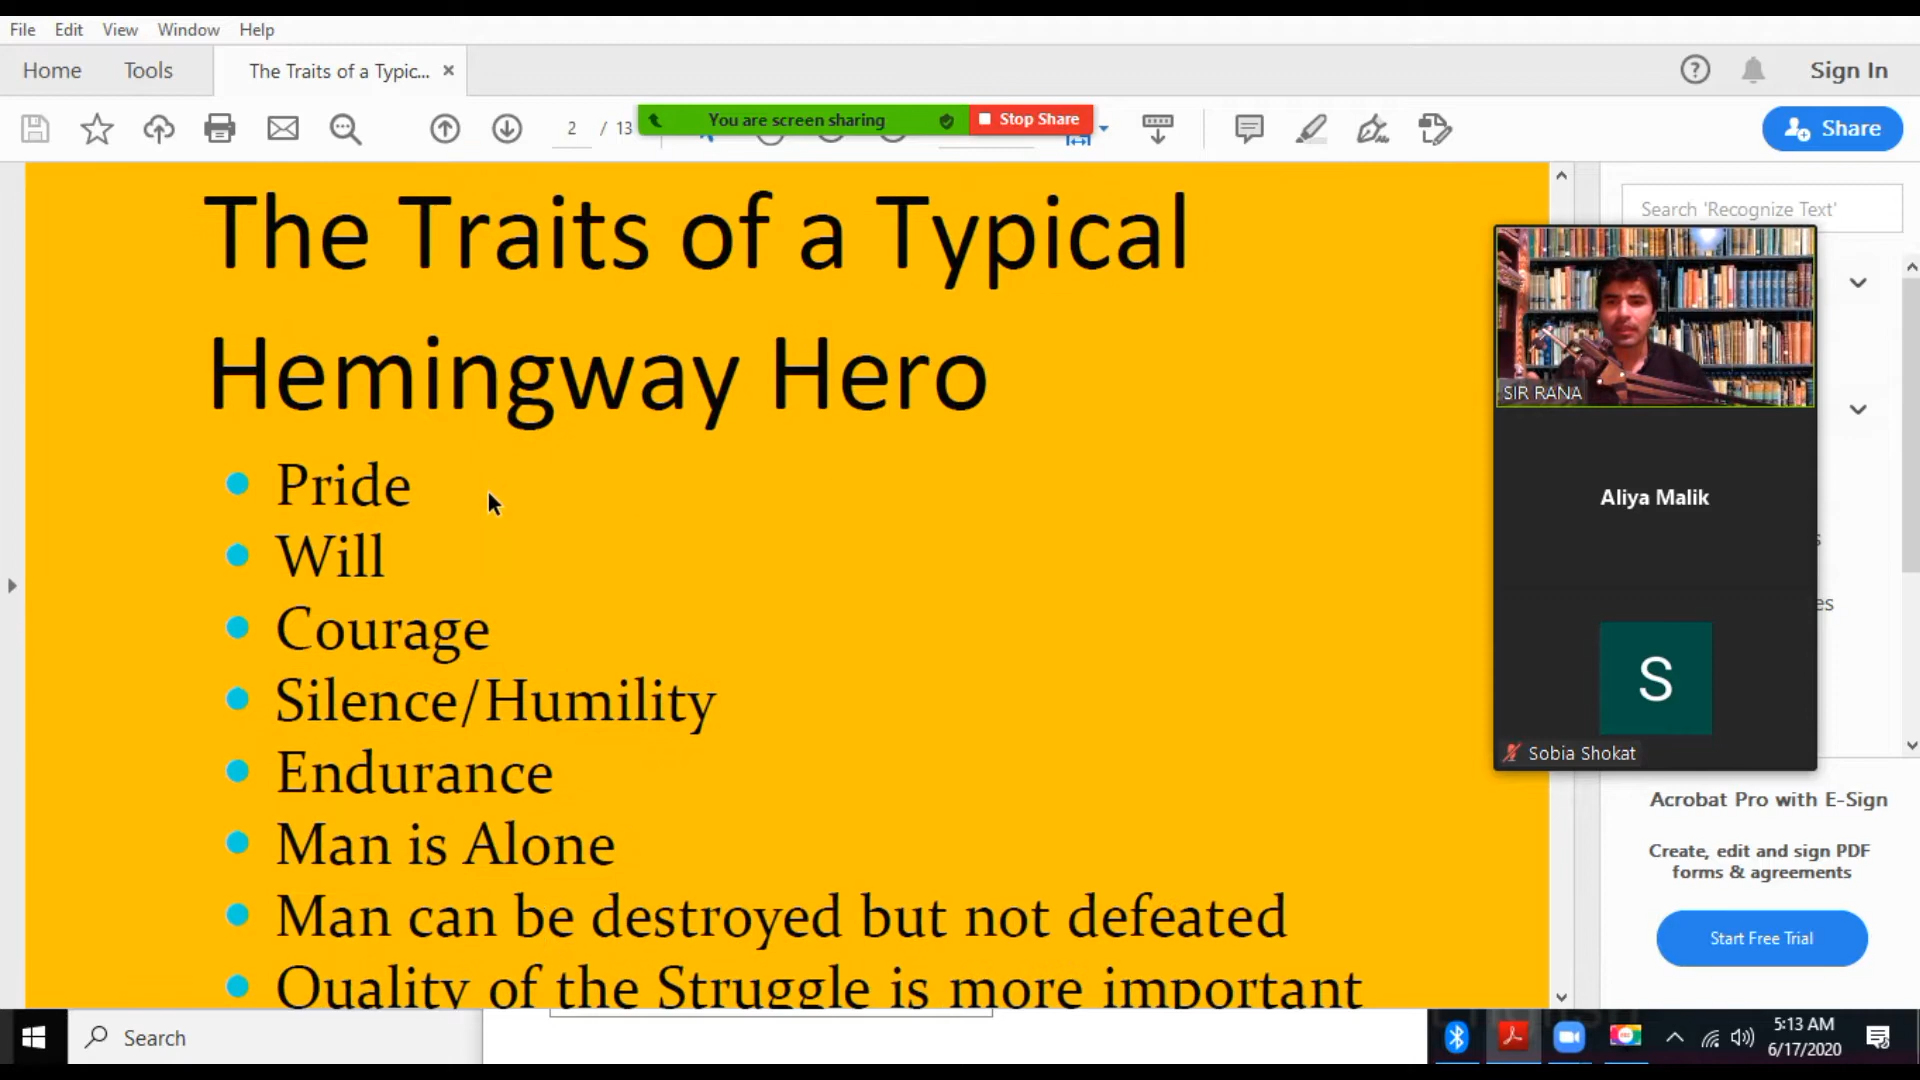 File Edit View Window Help
Home Tools The Traits of a Typic... × Sign In
2 / 13 You are screen sharing Stop Share Share
The Traits of a Typical
Hemingway Hero
Search 'Recognize Text'
SIR RANA
Pride
Aliya Malik
Will
Courage
Silence/Humility
S
Sobia Shokat
Endurance
Man is Alone
Man can be destroyed but not defeated
Quality of the Struggle is more important
Acrobat Pro with E-Sign
Create, edit and sign PDF
forms & agreements
Start Free Trial
Search
5:13 AM
6/17/2020